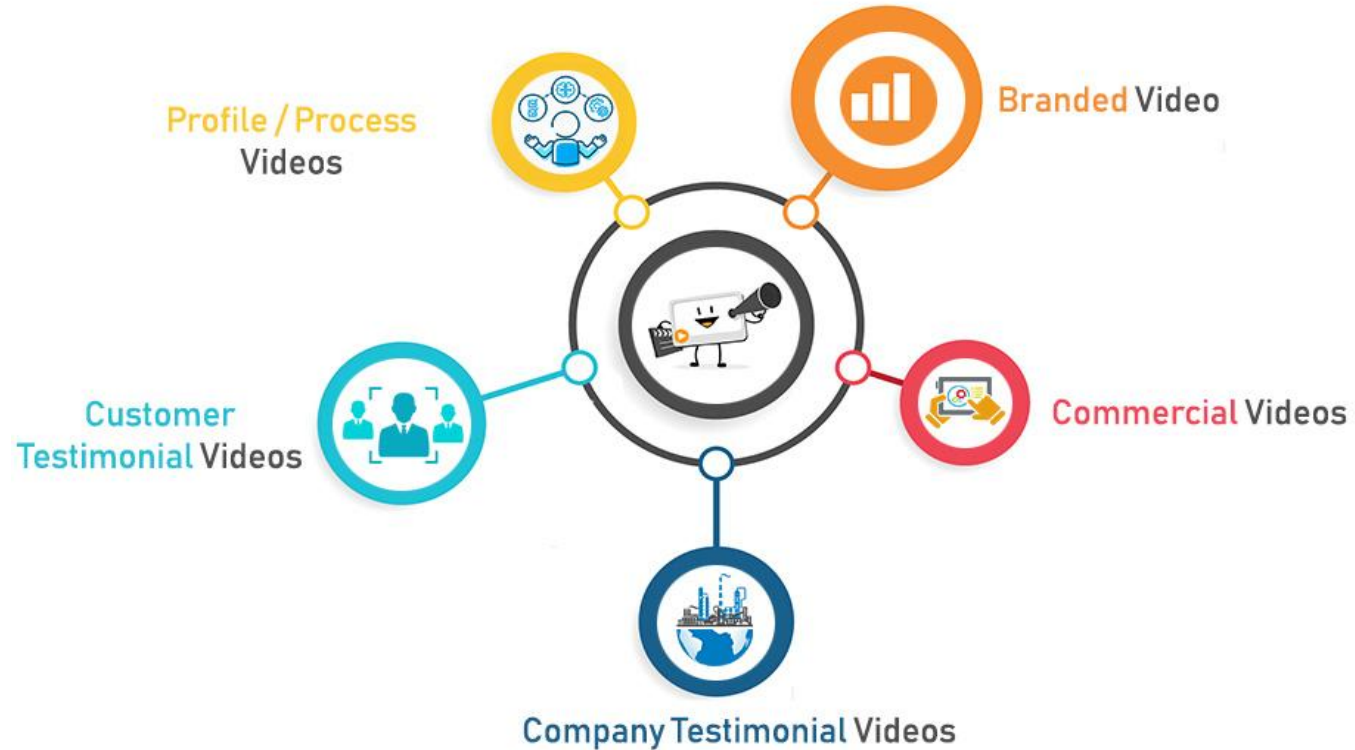 Profile / Process
Videos
Branded Video
Customer
Testimonial Videos
Commercial Videos
Company Testimonial Videos